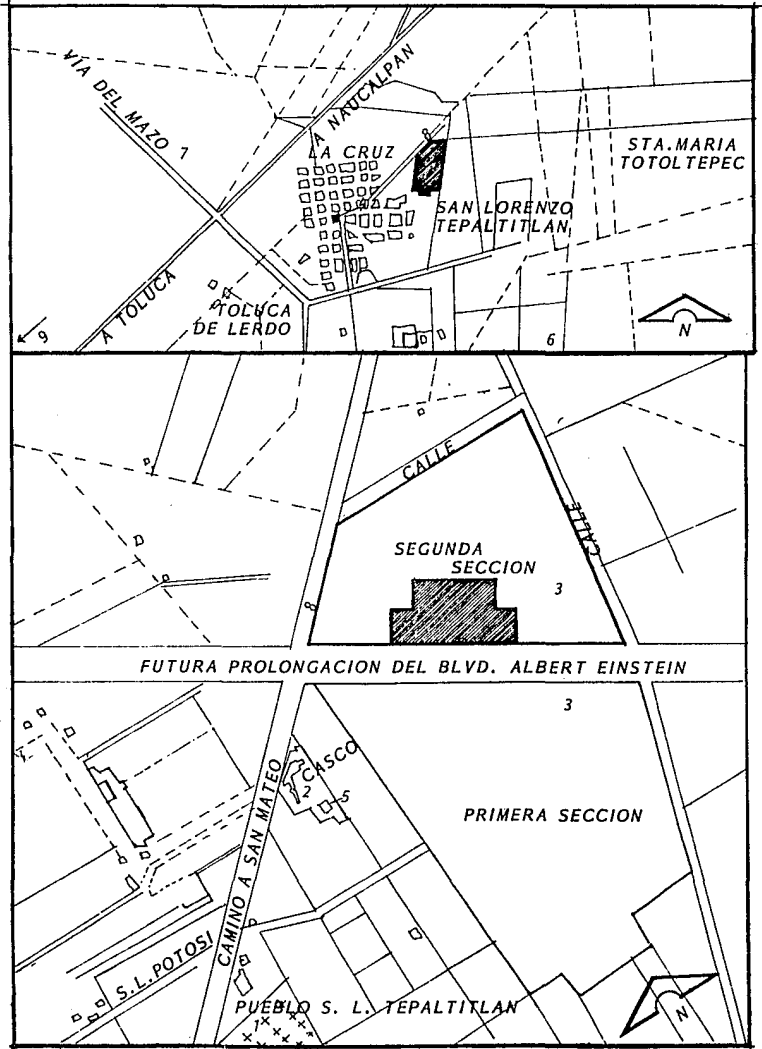 VIA DEL MAZO
7
A NAUCALPAN
LA CRUZ
8
STA. MARIA
TOTOLTEPEC
SAN LORENZO
TEPALTITLAN
A TOLUCA
TOLUCA
DE LERDO
9
6
N
CALLE
CALLE
SEGUNDA
SECCION
3
8
FUTURA PROLONGACION DEL BLVD. ALBERT EINSTEIN
3
CASCO
2
5
PRIMERA SECCION
CAMINO A SAN MATEO
S.L.POTOSI
PUEBLO S. L. TEPALTITLAN
1
N